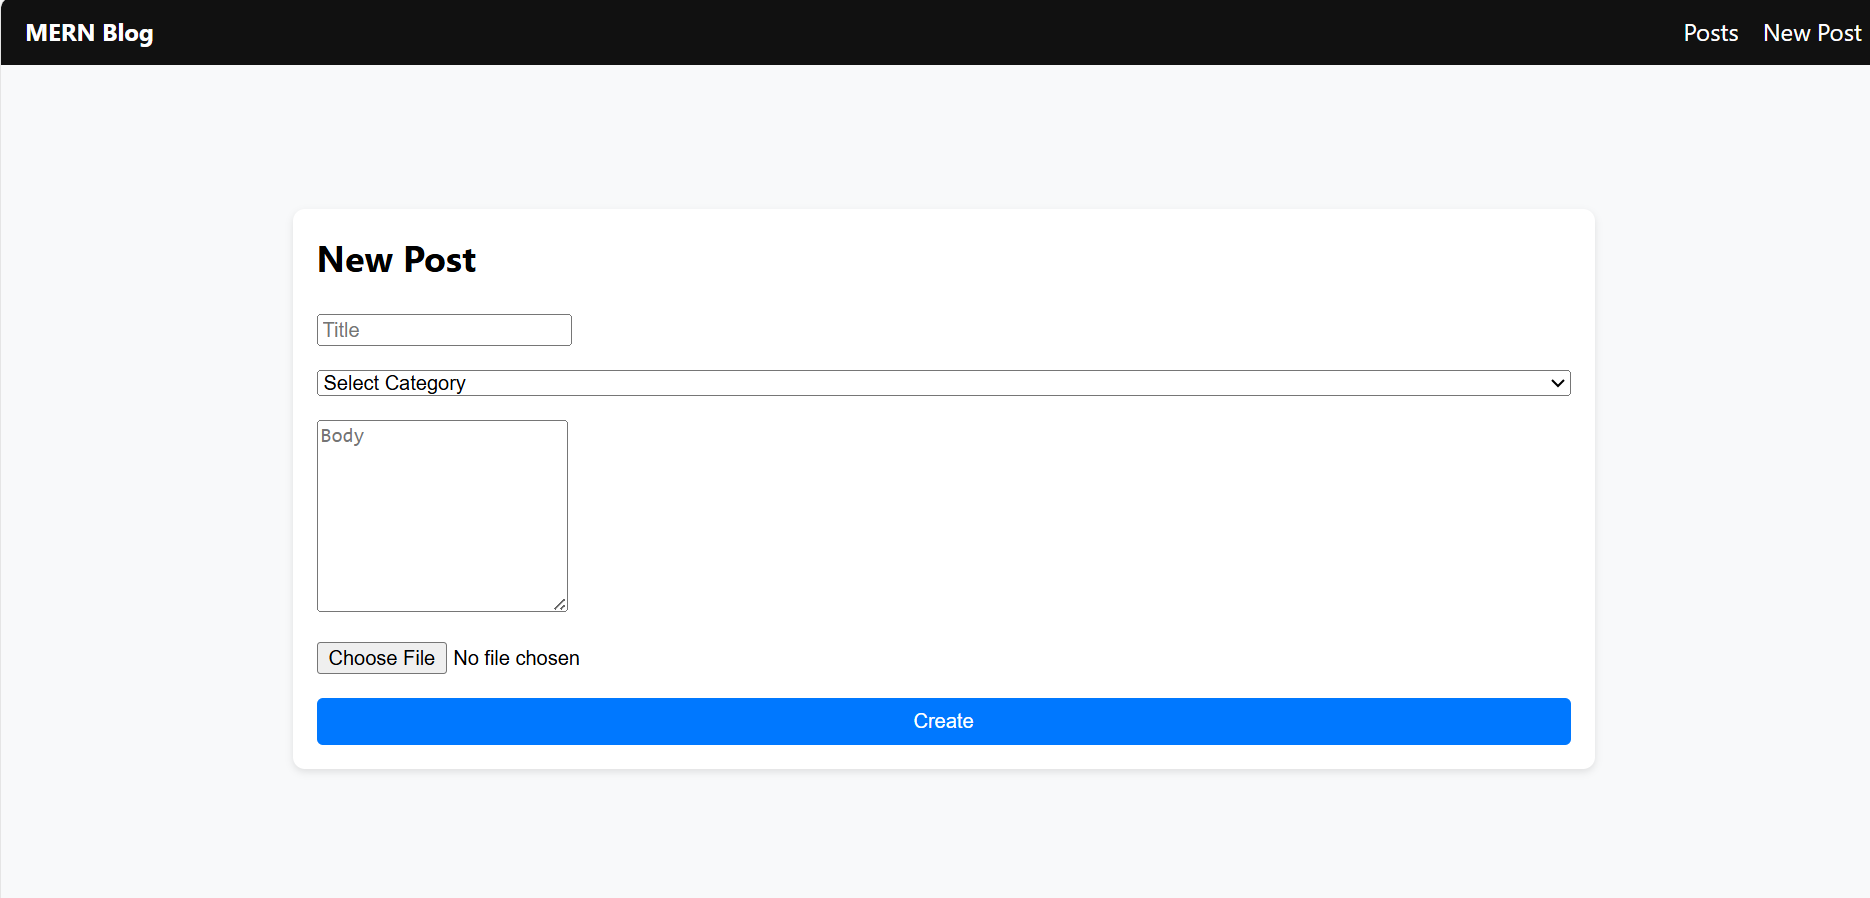 MERN Blog
Posts New Post
New Post
Title
Select Category
Body
Choose File No file chosen
Create